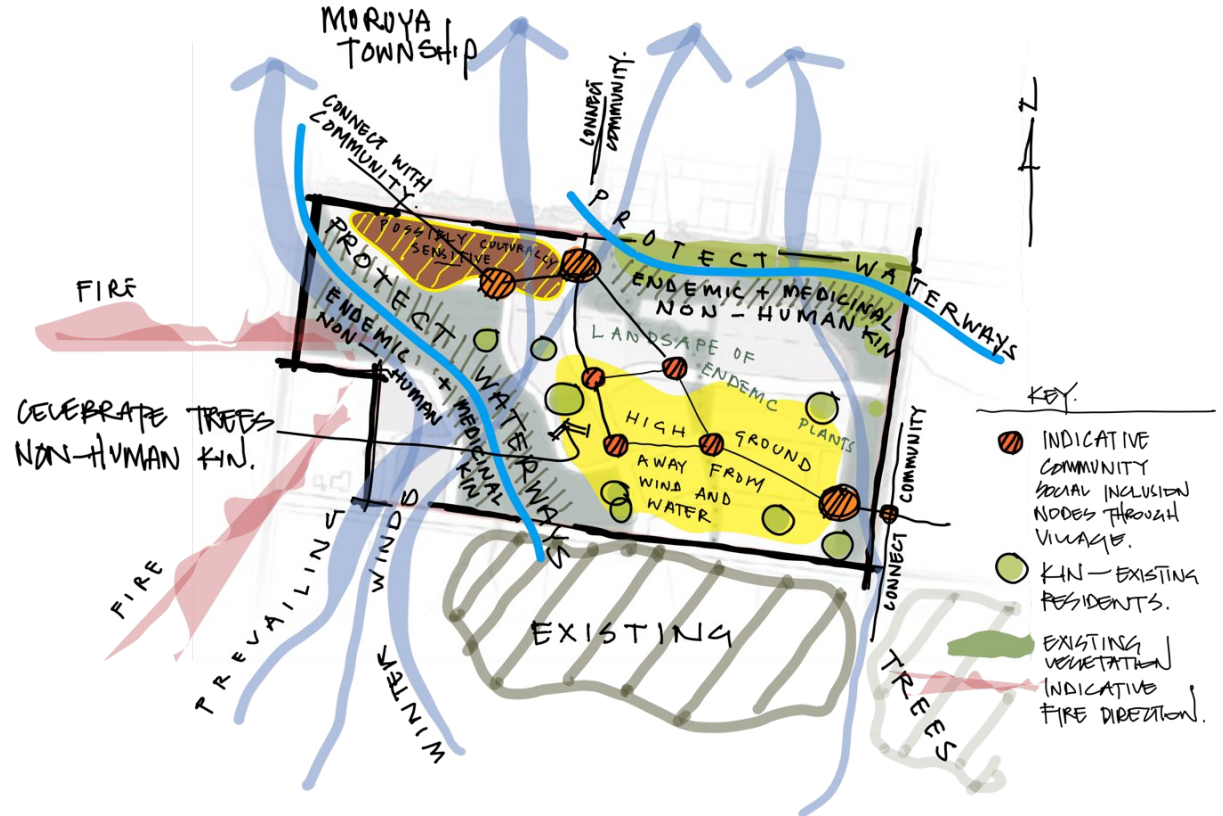 MORUYA
TOWNSHIP
CONNECT WITH
COMMUNITY.
CONNECT
COMMUNITY.
N
POSSIBLY CULTURALLY
SENSITIVE
PROTECT WATERWAYS
ENDEMIC + MEDICINAL
NON-HUMAN KIN
PROTECT WATERWAYS
ENDEMIC + MEDICINAL
NON-HUMAN KIN
FIRE
LANDSAPE OF
ENDEMC
PLANTS
HIGH GROUND
AWAY FROM
WIND AND
WATER
CELEBRATE TREES
NON-HUMAN KIN.
FIRE
PREVAILING
WINDS
WINTER
EXISTING
TREES
CONNECT COMMUNITY
KEY.
INDICATIVE
COMMUNITY
SOCIAL INCLUSION
NODES THROUGH
VILLAGE.
KIN - EXISTING
RESIDENTS.
EXISTING
VEGETATION
INDICATIVE
FIRE DIRECTION.